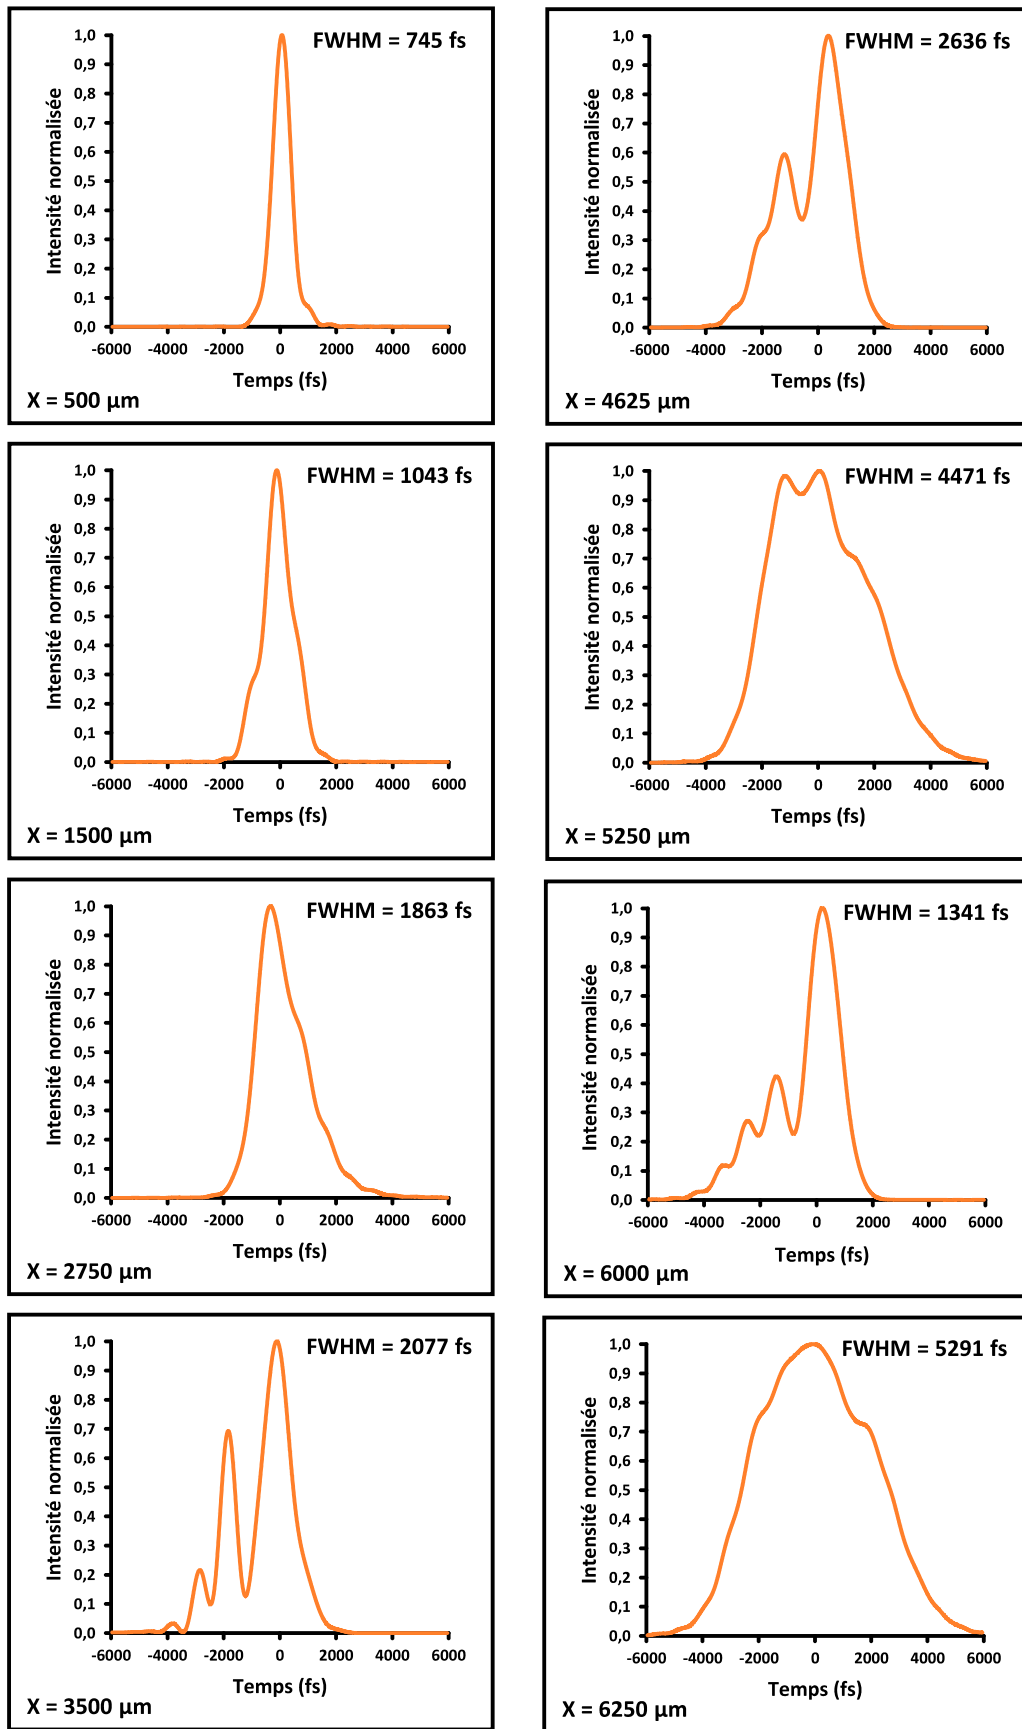 FWHM = 745 fs
Intensité normalisée
1,0
0,9
0,8
0,7
0,6
0,5
0,4
0,3
0,2
0,1
0,0
-6000 -4000 -2000 0 2000 4000 6000
Temps (fs)
X = 500 µm
FWHM = 2636 fs
Intensité normalisée
1,0
0,9
0,8
0,7
0,6
0,5
0,4
0,3
0,2
0,1
0,0
-6000 -4000 -2000 0 2000 4000 6000
Temps (fs)
X = 4625 µm
FWHM = 1043 fs
Intensité normalisée
1,0
0,9
0,8
0,7
0,6
0,5
0,4
0,3
0,2
0,1
0,0
-6000 -4000 -2000 0 2000 4000 6000
Temps (fs)
X = 1500 µm
FWHM = 4471 fs
Intensité normalisée
1,0
0,9
0,8
0,7
0,6
0,5
0,4
0,3
0,2
0,1
0,0
-6000 -4000 -2000 0 2000 4000 6000
Temps (fs)
X = 5250 µm
FWHM = 1863 fs
Intensité normalisée
1,0
0,9
0,8
0,7
0,6
0,5
0,4
0,3
0,2
0,1
0,0
-6000 -4000 -2000 0 2000 4000 6000
Temps (fs)
X = 2750 µm
FWHM = 1341 fs
Intensité normalisée
1,0
0,9
0,8
0,7
0,6
0,5
0,4
0,3
0,2
0,1
0,0
-6000 -4000 -2000 0 2000 4000 6000
Temps (fs)
X = 6000 µm
FWHM = 2077 fs
Intensité normalisée
1,0
0,9
0,8
0,7
0,6
0,5
0,4
0,3
0,2
0,1
0,0
-6000 -4000 -2000 0 2000 4000 6000
Temps (fs)
X = 3500 µm
FWHM = 5291 fs
Intensité normalisée
1,0
0,9
0,8
0,7
0,6
0,5
0,4
0,3
0,2
0,1
0,0
-6000 -4000 -2000 0 2000 4000 6000
Temps (fs)
X = 6250 µm